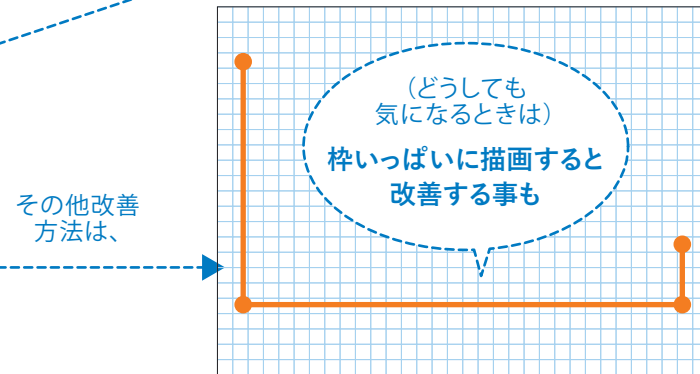 （どうしても
気になるときは）
枠いっぱいに描画すると
改善する事も
その他改善
方法は、